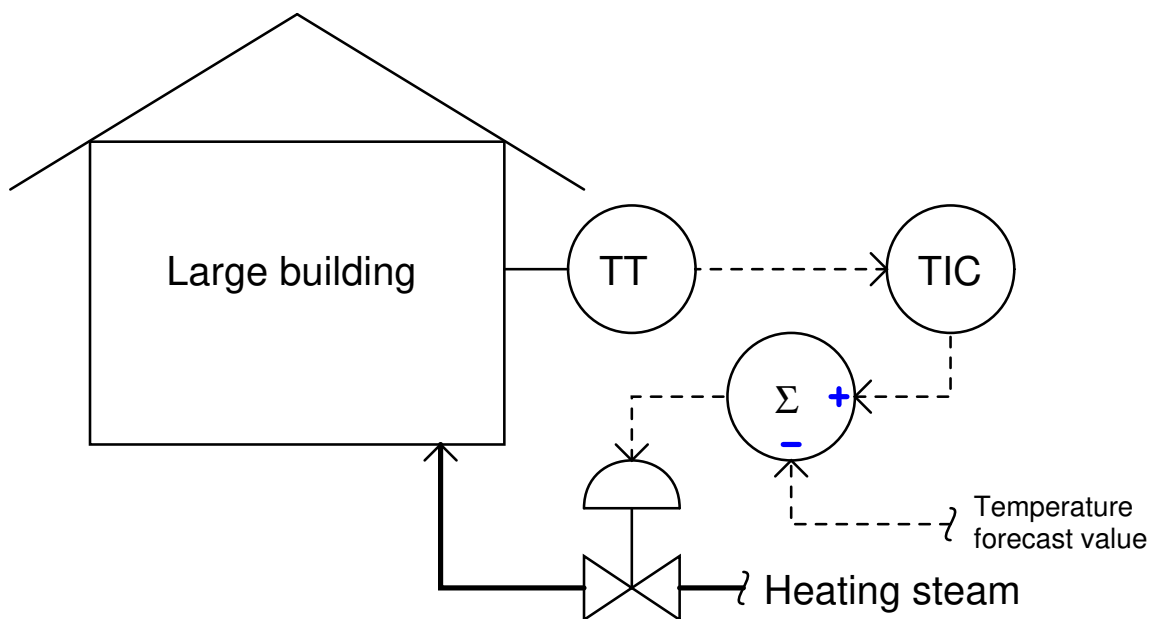 Large building
TT
TIC
Σ
+
−
Temperature
forecast value
Heating steam